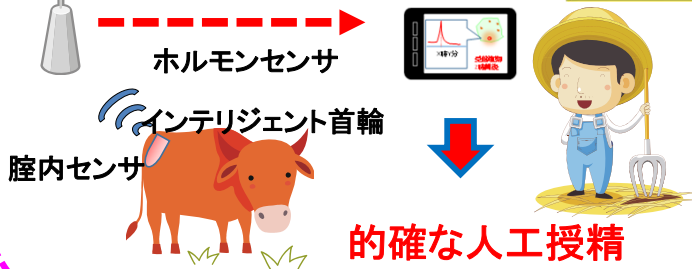 ホルモンセンサ
インテリジェント首輪
腟内センサ
的確な人工授精